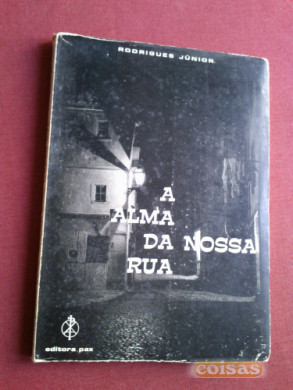 RODRIGUES JÚNIOR
A
ALMA
DA NOSSA
RUA
editora.pax
coisas